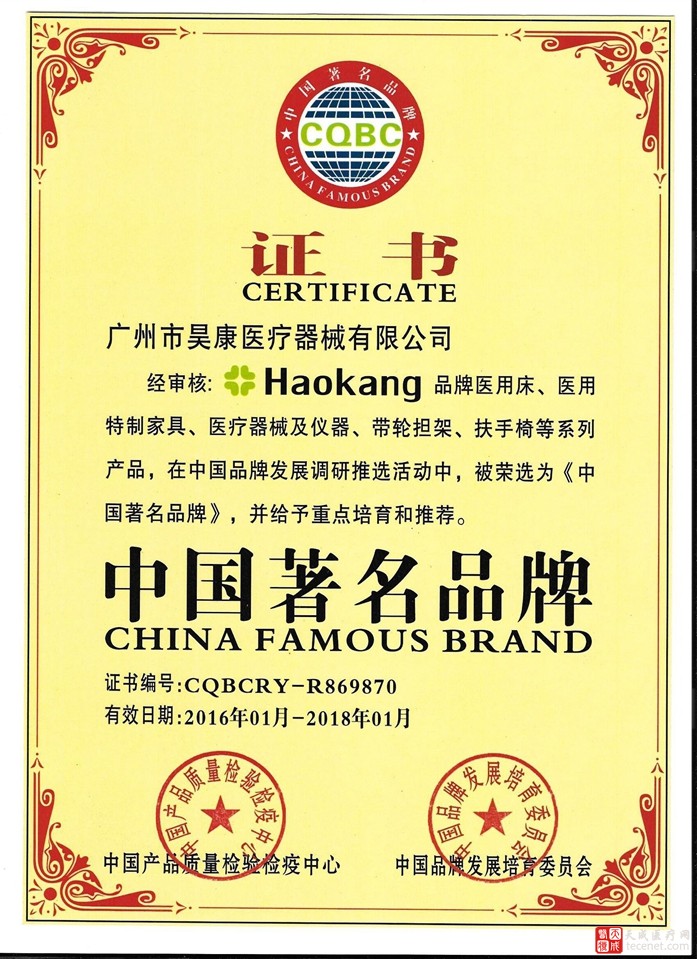 中国著名品牌
CQBC
CHINA FAMOUS BRAND
证 书
CERTIFICATE
广州市昊康医疗器械有限公司
经审核: Haokang 品牌医用床、医用
特制家具、医疗器械及仪器、带轮担架、扶手椅等系列
产品，在中国品牌发展调研推选活动中，被荣选为《中
国著名品牌》，并给予重点培育和推荐。
中国著名品牌
CHINA FAMOUS BRAND
证书编号:CQBCRY-R869870
有效日期:2016年01月-2018年01月
中国产品质量检验检疫中心
中国品牌发展培育委员会
中国产品质量检验检疫中心
中国品牌发展培育委员会
天成医疗网
tecenet.com